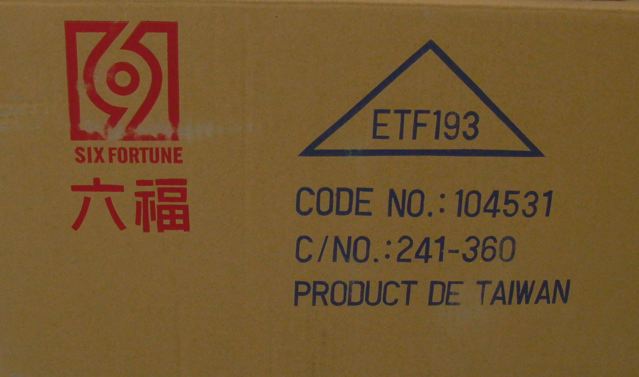 SIX FORTUNE
六福
ETF193
CODE NO.: 104531
C/NO.: 241-360
PRODUCT DE TAIWAN